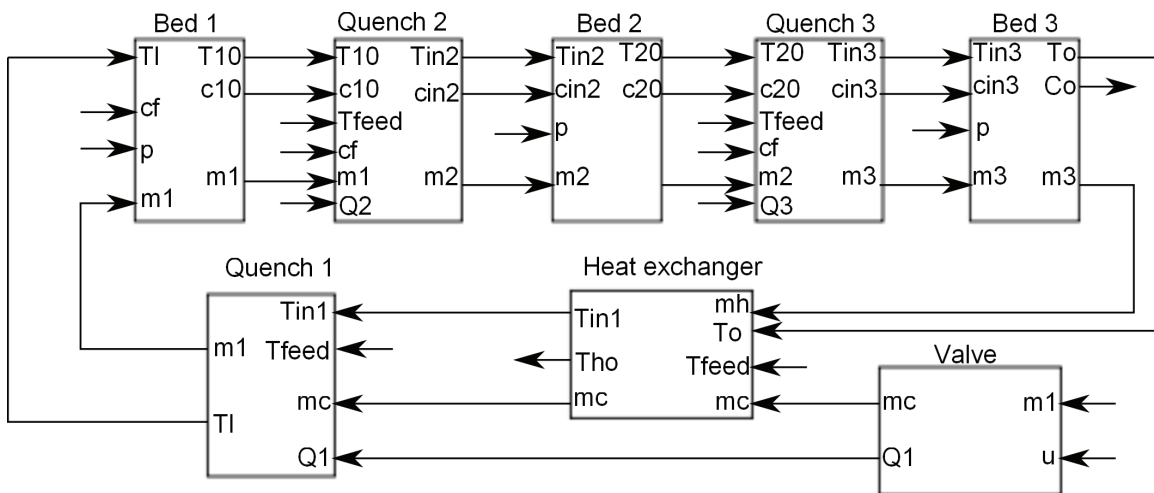 Bed 1
Quench 2
Bed 2
Quench 3
Bed 3
TI T10
c10
cf
p
m1
m1
T10 Tin2
c10 cin2
Tfeed
cf
m1 m2
Q2
Tin2 T20
cin2 c20
p
m2
T20 Tin3
c20 cin3
Tfeed
cf
m2 m3
Q3
Tin3 To
cin3 Co
p
m3 m3
Quench 1
Tin1
m1 Tfeed
mc
TI
Q1
Heat exchanger
mh
Tin1
To
Tho Tfeed
mc mc
Valve
mc m1
Q1 u